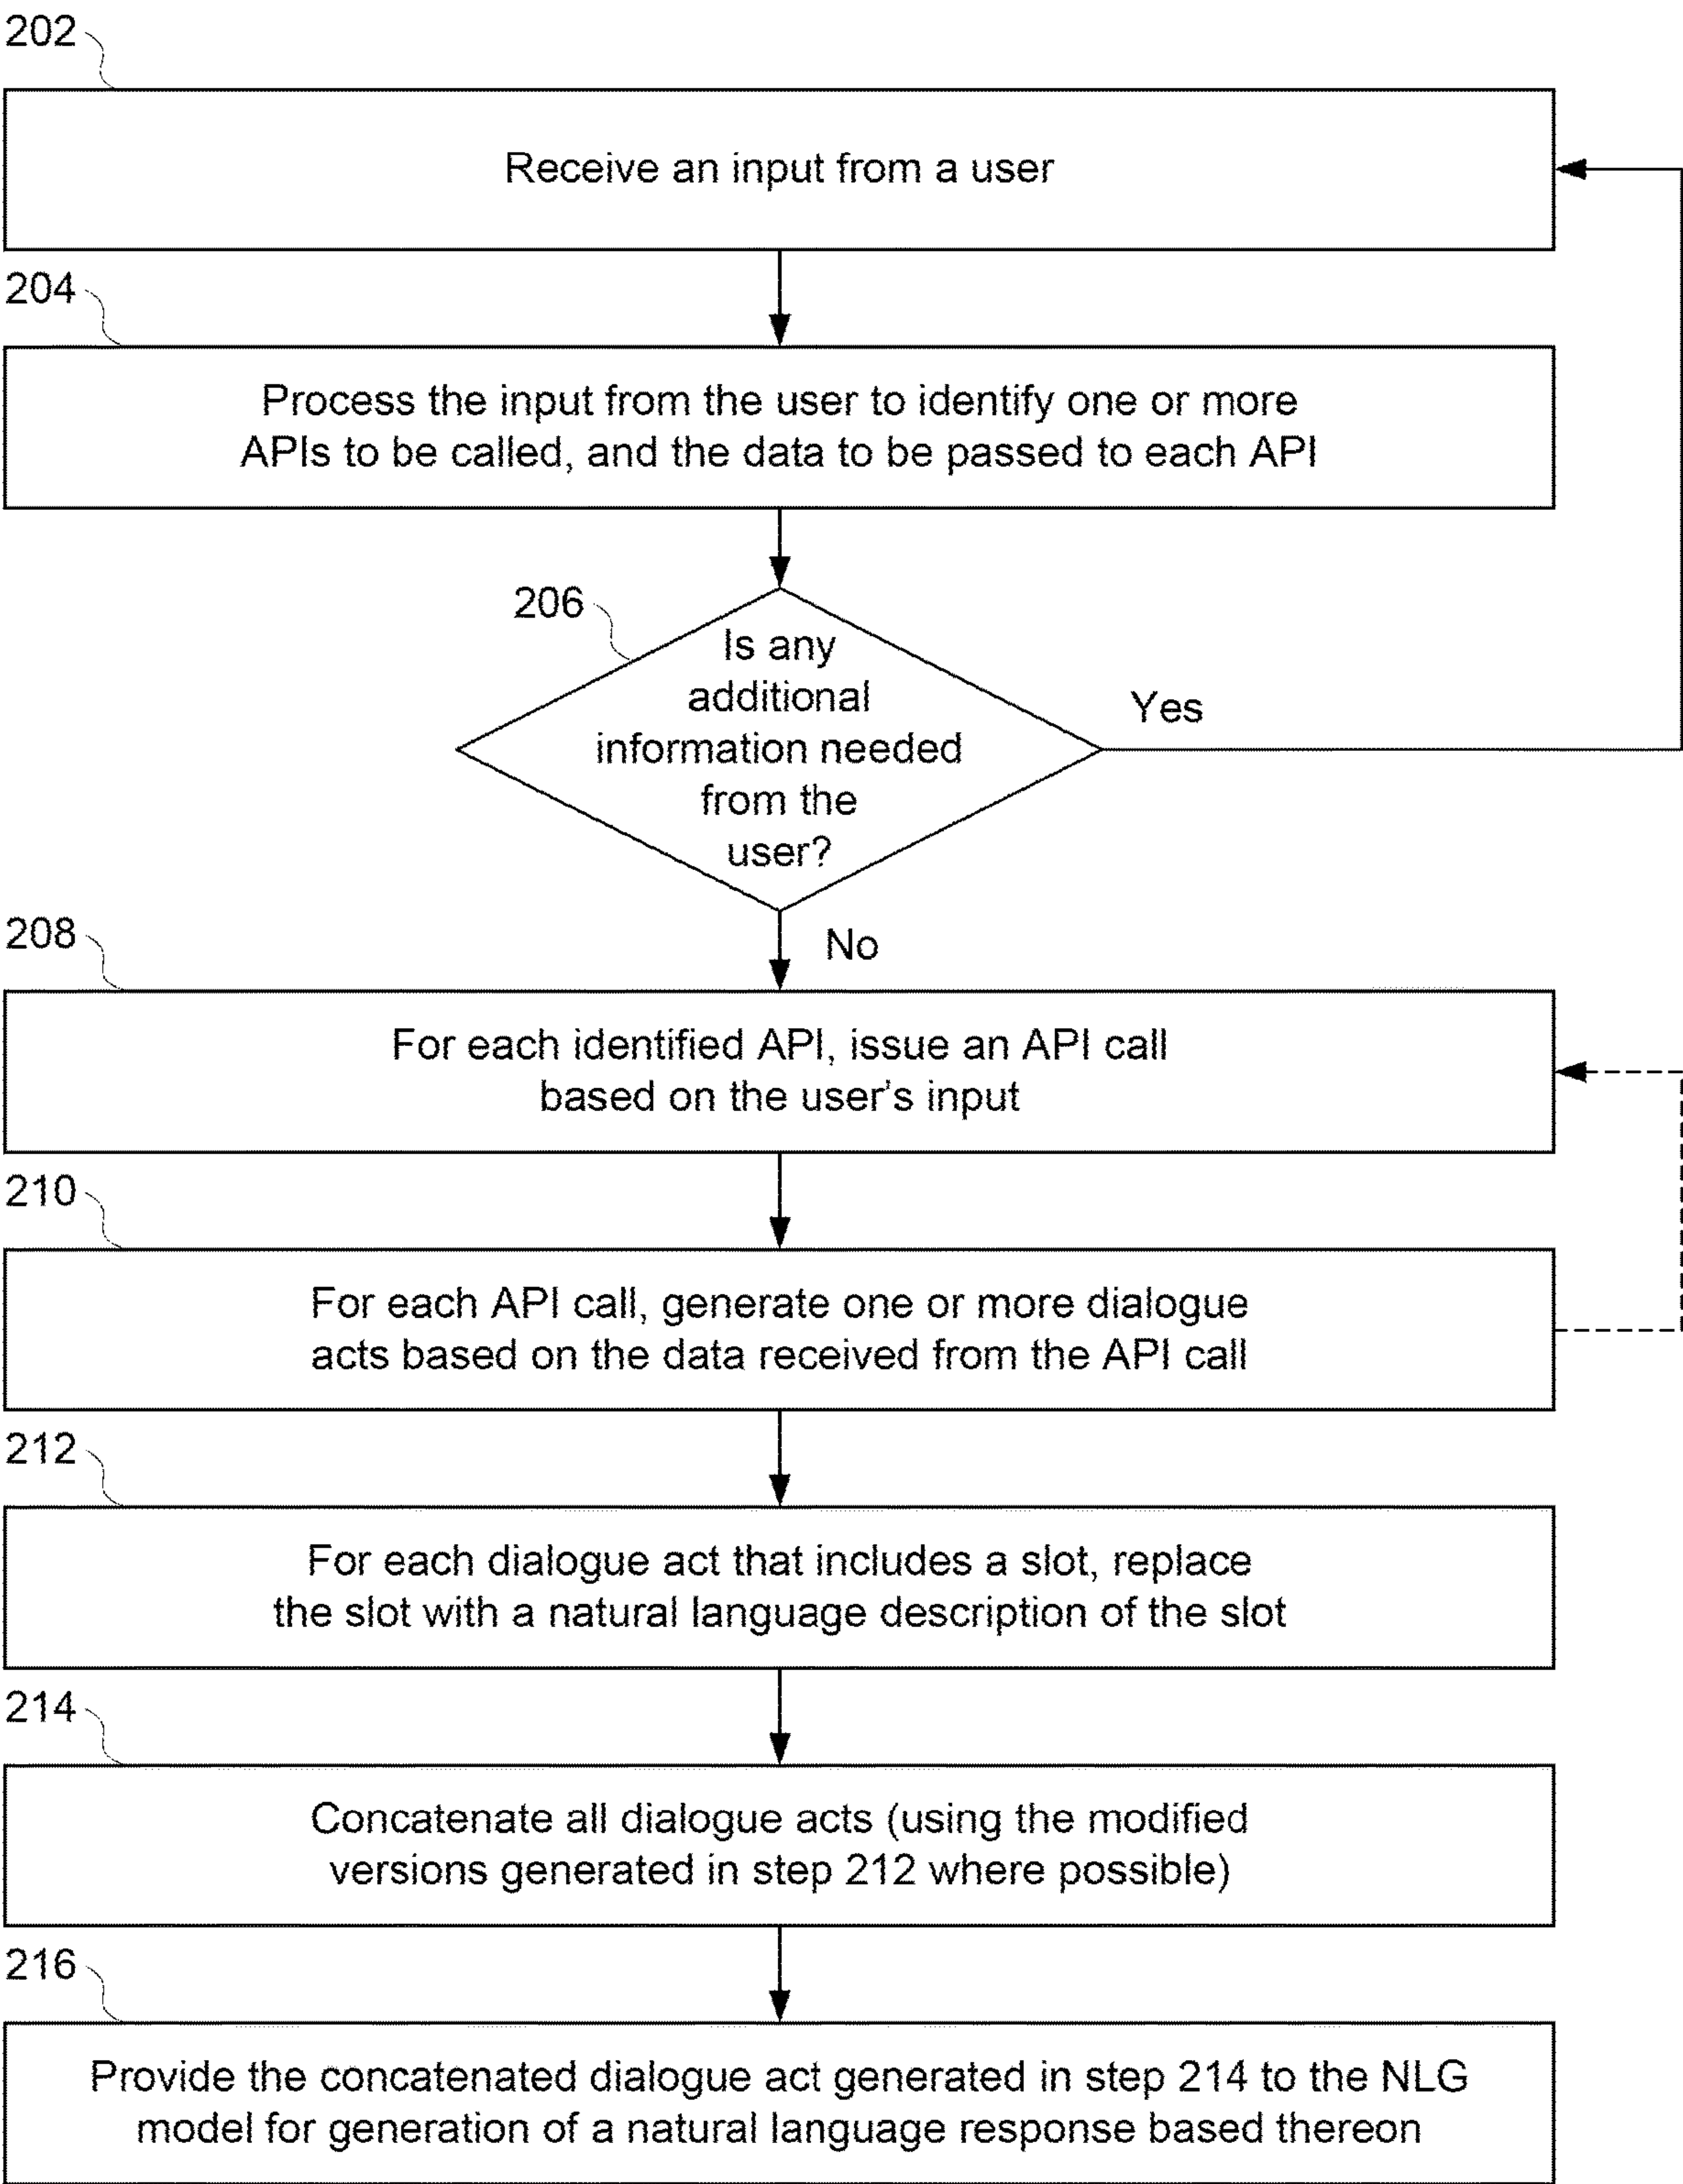 202
Receive an input from a user
204
Process the input from the user to identify one or more
APIs to be called, and the data to be passed to each API
206
Is any
additional
information needed
from the
user?
Yes
No
208
For each identified API, issue an API call
based on the user's input
210
For each API call, generate one or more dialogue
acts based on the data received from the API call
212
For each dialogue act that includes a slot, replace
the slot with a natural language description of the slot
214
Concatenate all dialogue acts (using the modified
versions generated in step 212 where possible)
216
Provide the concatenated dialogue act generated in step 214 to the NLG
model for generation of a natural language response based thereon